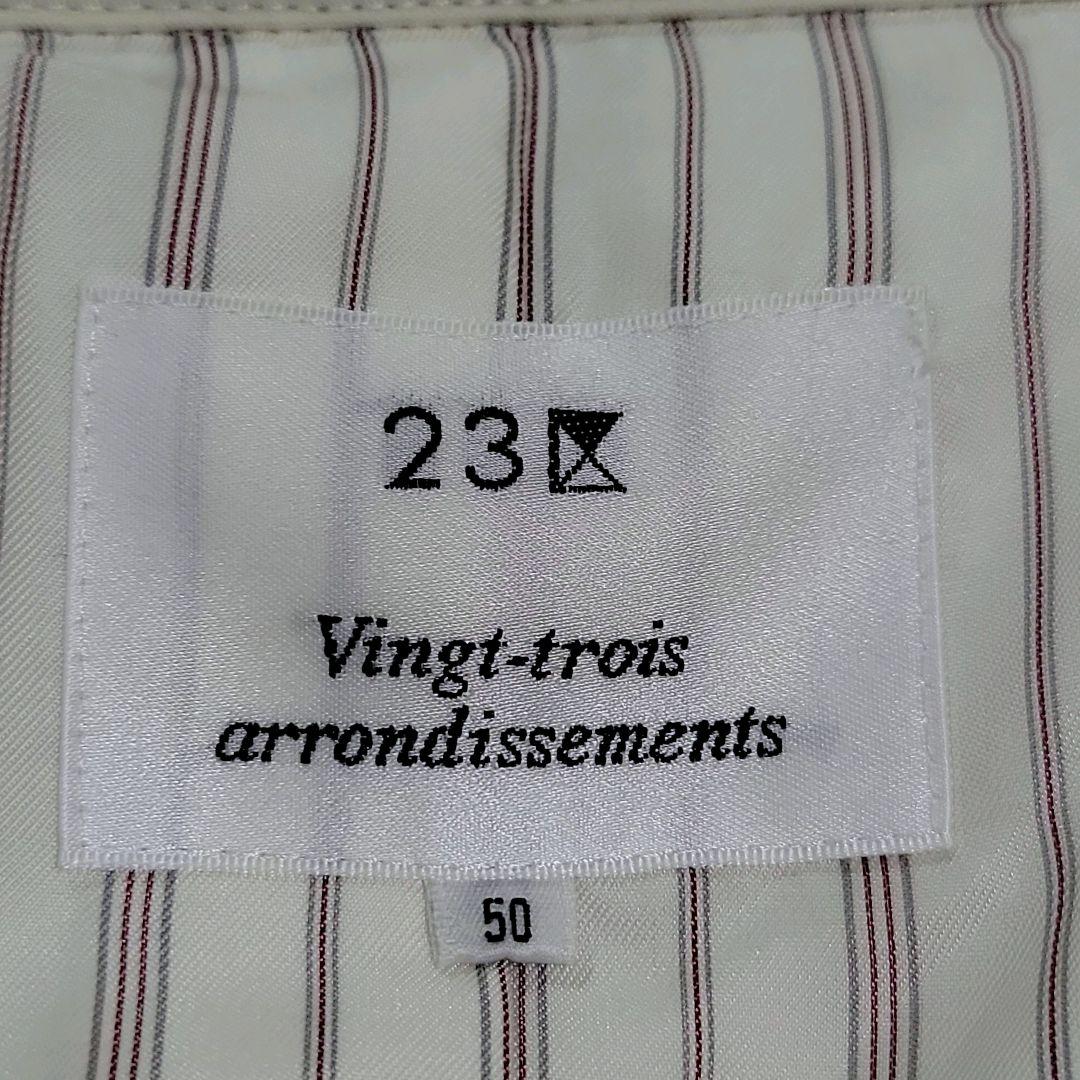 23区
Vingt-trois
arrondissements
50